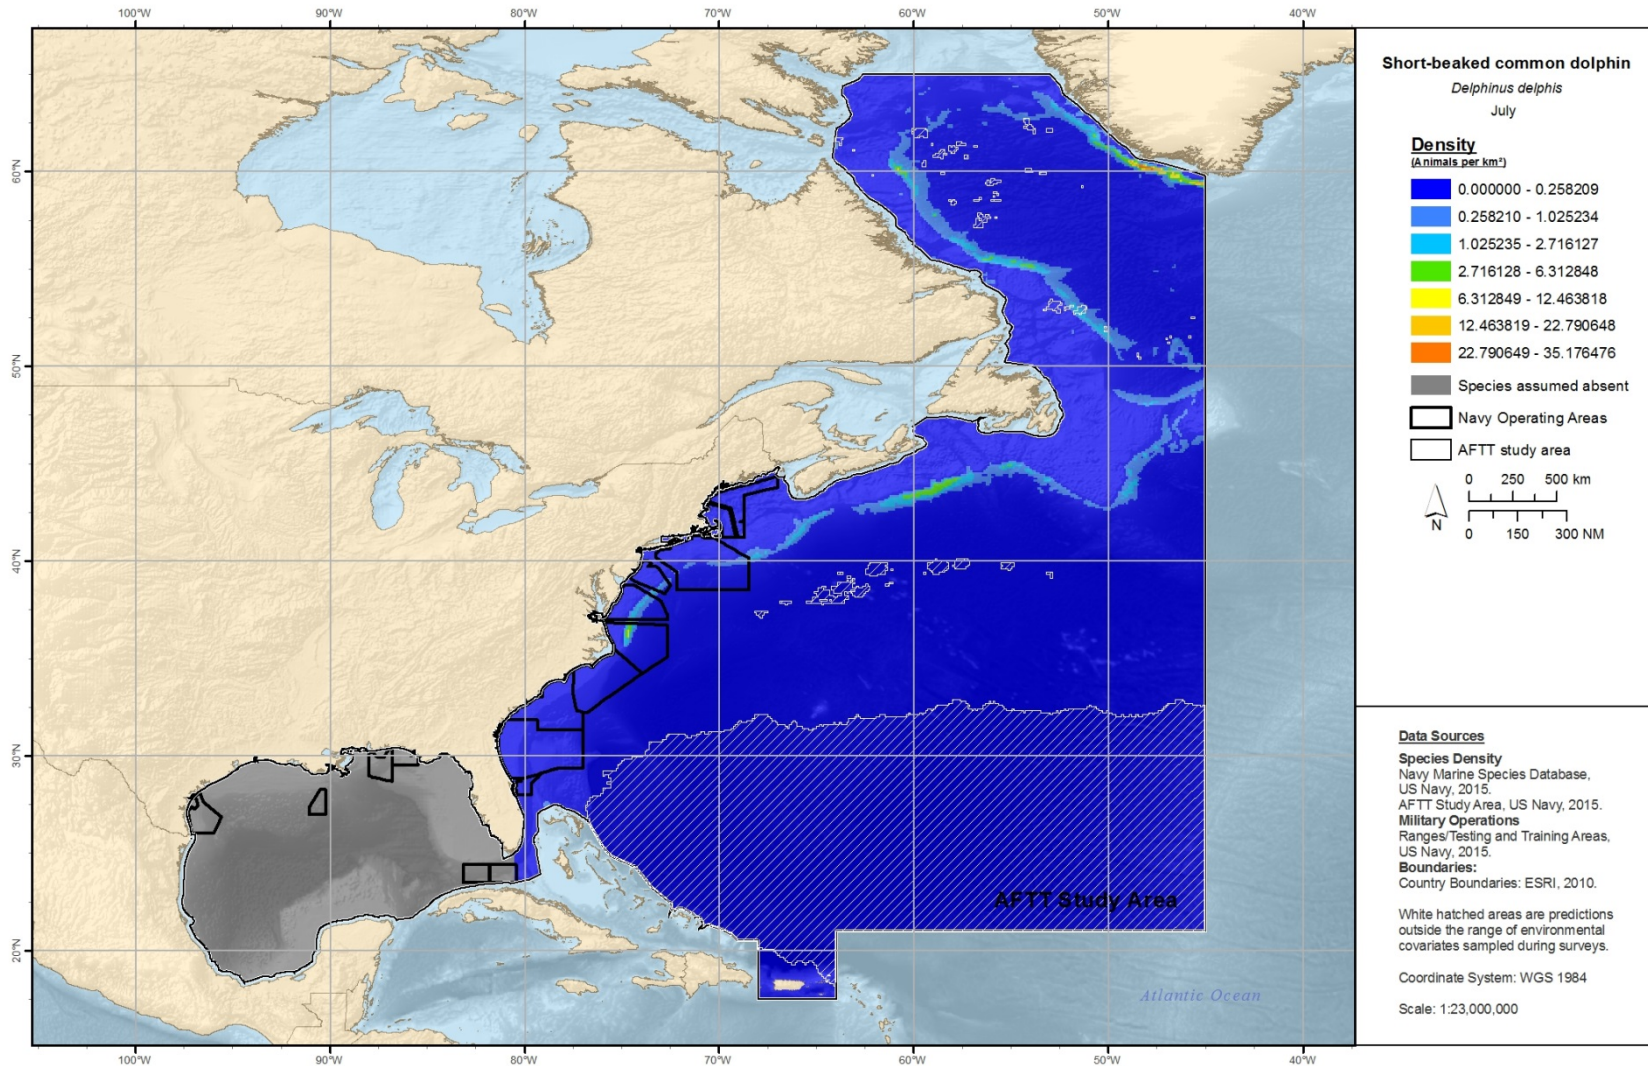 100°W 90°W 80°W 70°W 60°W 50°W 40°W
60°N 60°N
50°N 50°N
40°N 40°N
30°N 30°N
20°N 20°N
AFTT Study Area
Atlantic Ocean
100°W 90°W 80°W 70°W 60°W 50°W 40°W
Short-beaked common dolphin
Delphinus delphis
July
Density
(Animals per km²)
0.000000 - 0.258209
0.258210 - 1.025234
1.025235 - 2.716127
2.716128 - 6.312848
6.312849 - 12.463818
12.463819 - 22.790648
22.790649 - 35.176476
Species assumed absent
Navy Operating Areas
AFTT study area
0 250 500 km
0 150 300 NM
N
Data Sources
Species Density
Navy Marine Species Database,
US Navy, 2015.
AFTT Study Area, US Navy, 2015.
Military Operations
Ranges/Testing and Training Areas,
US Navy, 2015.
Boundaries:
Country Boundaries: ESRI, 2010.
White hatched areas are predictions
outside the range of environmental
covariates sampled during surveys.
Coordinate System: WGS 1984
Scale: 1:23,000,000